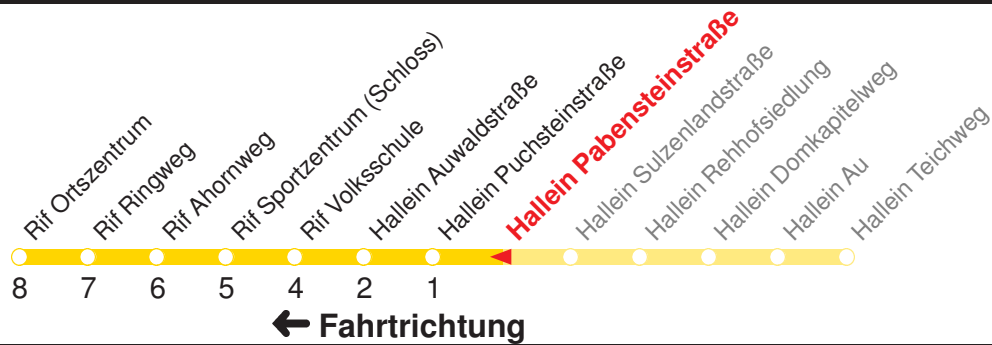 Rif Ortszentrum
Rif Ringweg
Rif Ahornweg
Rif Sportzentrum (Schloss)
Rif Volksschule
Hallein Auwaldstraße
Hallein Puchsteinstraße
Hallein Pabensteinstraße
Hallein Sulzenlandstraße
Hallein Rehhofsiedlung
Hallein Domkapitelweg
Hallein Au
Hallein Teichweg
8 7 6 5 4 2 1
← Fahrtrichtung